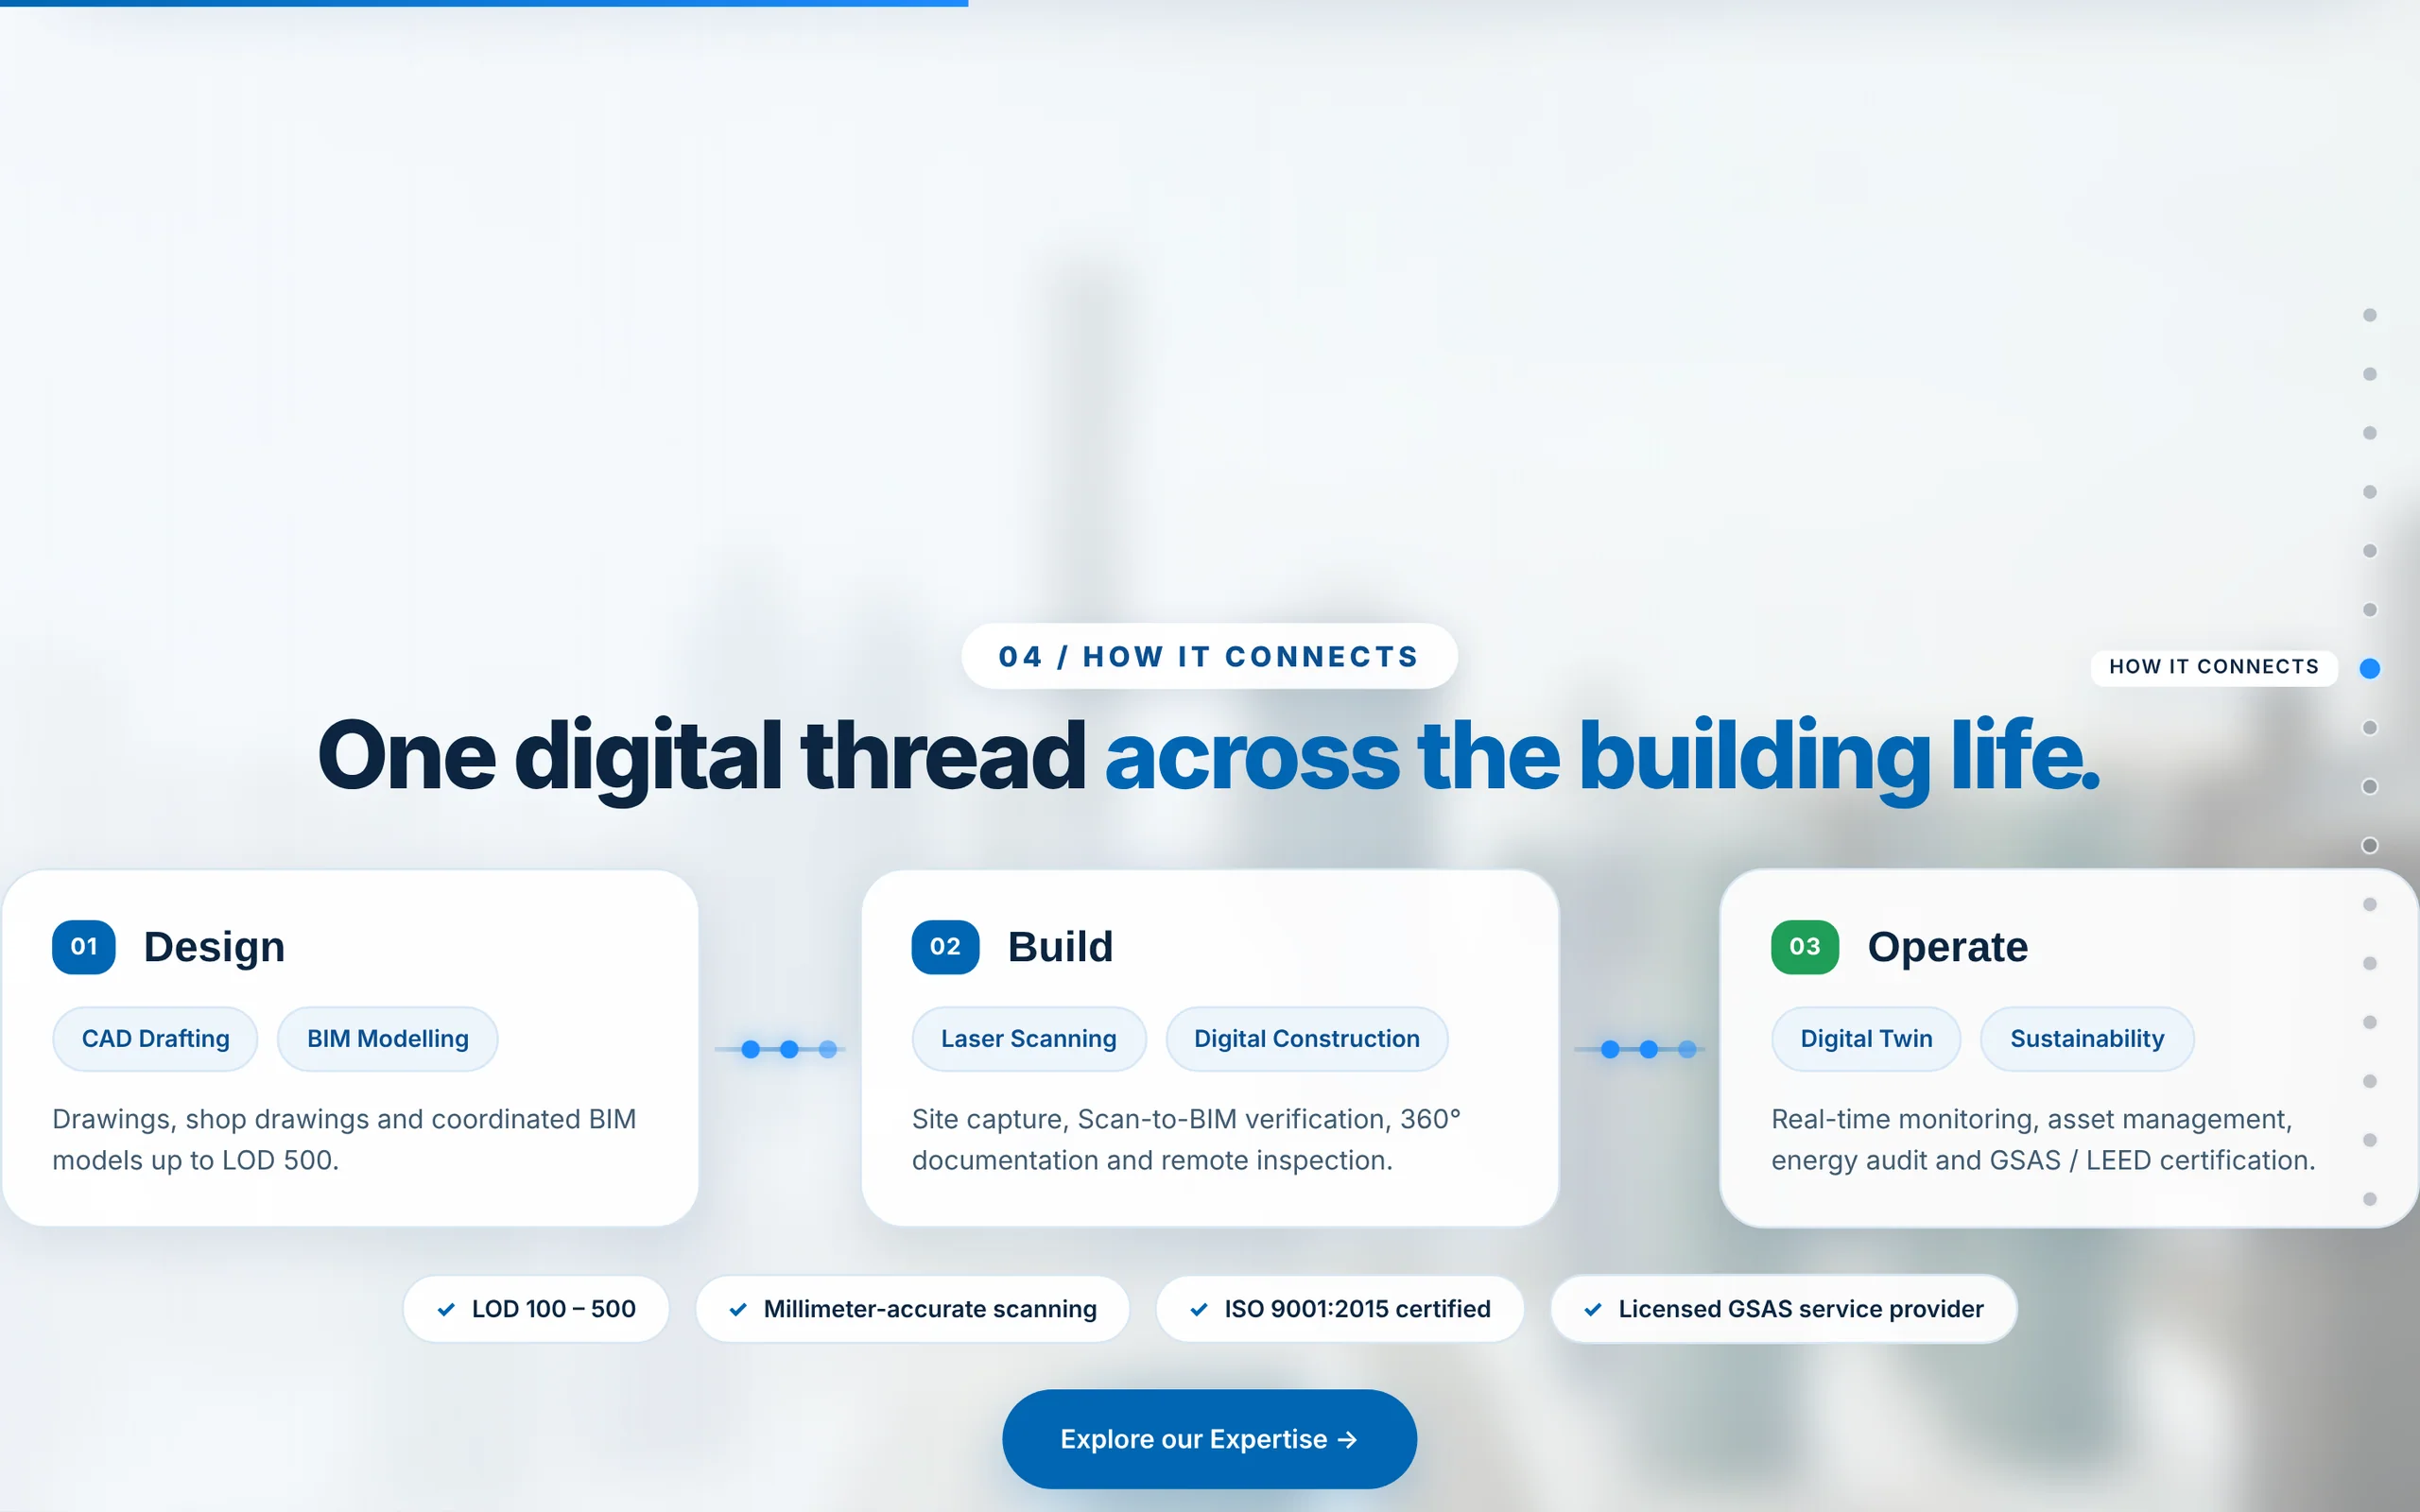 04 / HOW IT CONNECTS
HOW IT CONNECTS
One digital thread across the building life.
01 Design
CAD Drafting
BIM Modelling
Drawings, shop drawings and coordinated BIM
models up to LOD 500.
02 Build
Laser Scanning
Digital Construction
Site capture, Scan-to-BIM verification, 360°
documentation and remote inspection.
03 Operate
Digital Twin
Sustainability
Real-time monitoring, asset management,
energy audit and GSAS / LEED certification.
✓ LOD 100 – 500
✓ Millimeter-accurate scanning
✓ ISO 9001:2015 certified
✓ Licensed GSAS service provider
Explore our Expertise →